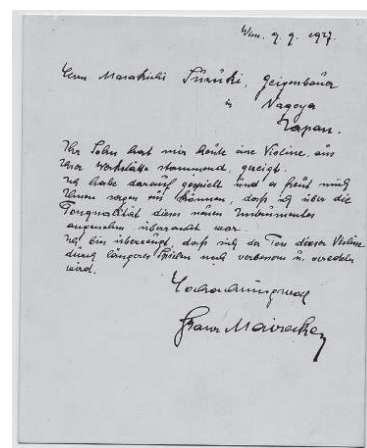 Wien, 9. 9. 1927.
Herrn Masakichi Suzuki, Geigenbauer
in Nagoya
Japan.
Ihr Sohn hat mir heute eine Violine, aus
Ihrer Werkstätte stammend, gezeigt.
Ich habe darauf gespielt und es freut mich
Ihnen sagen zu können, daß ich über die
Tonqualität dieses neuen Instrumentes
angenehm überrascht war.
Ich bin überzeugt, daß sich der Ton dieser Violine
durch längeres Spielen noch verbessern u. veredeln
wird.
Hochachtungsvoll
Franz Mairecker